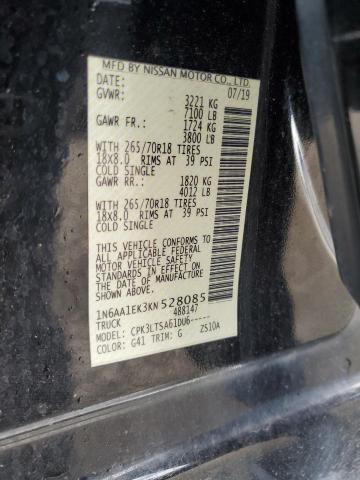 MFD BY NISSAN MOTOR CO., LTD.
DATE: 07/19
GVWR: 3221 KG
7100 LB
GAWR FR: 1724 KG
3800 LB
WITH 265/70R18 TIRES
18X8.0 RIMS AT 39 PSI
COLD SINGLE
GAWR RR.: 1820 KG
4012 LB
WITH 265/70R18 TIRES
18X8.0 RIMS AT 39 PSI
COLD SINGLE
THIS VEHICLE CONFORMS TO
ALL APPLICABLE FEDERAL
MOTOR VEHICLE SAFETY
STANDARDS IN EFFECT ON THE
DATE OF MANUFACTURE
SHOWN ABOVE.
1N6AA1EK3KN528085
TRUCK 488147
MODEL: CPK3LTSA61DU6-----
COLOR: G41 TRIM: G ZS10A